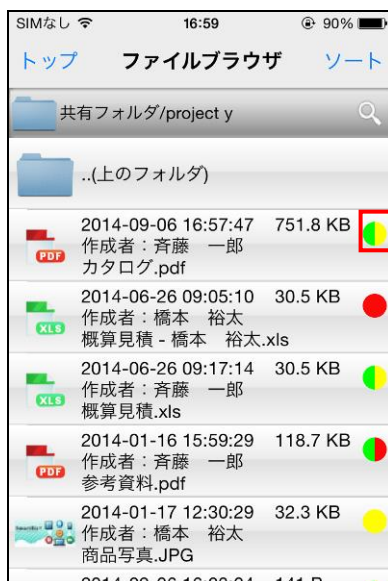 SIMなし 16:59 90%
トップ ファイルブラウザ ソート
共有フォルダ/project y
..(上のフォルダ)
2014-09-06 16:57:47 751.8 KB
作成者：斉藤　一郎
PDF
カタログ.pdf
2014-06-26 09:05:10 30.5 KB
作成者：橋本　裕太
XLS
概算見積 - 橋本　裕太.xls
2014-06-26 09:17:14 30.5 KB
作成者：斉藤　一郎
XLS
概算見積.xls
2014-01-16 15:59:29 118.7 KB
作成者：斉藤　一郎
PDF
参考資料.pdf
2014-01-17 12:30:29 32.3 KB
作成者：橋本　裕太
商品写真.JPG